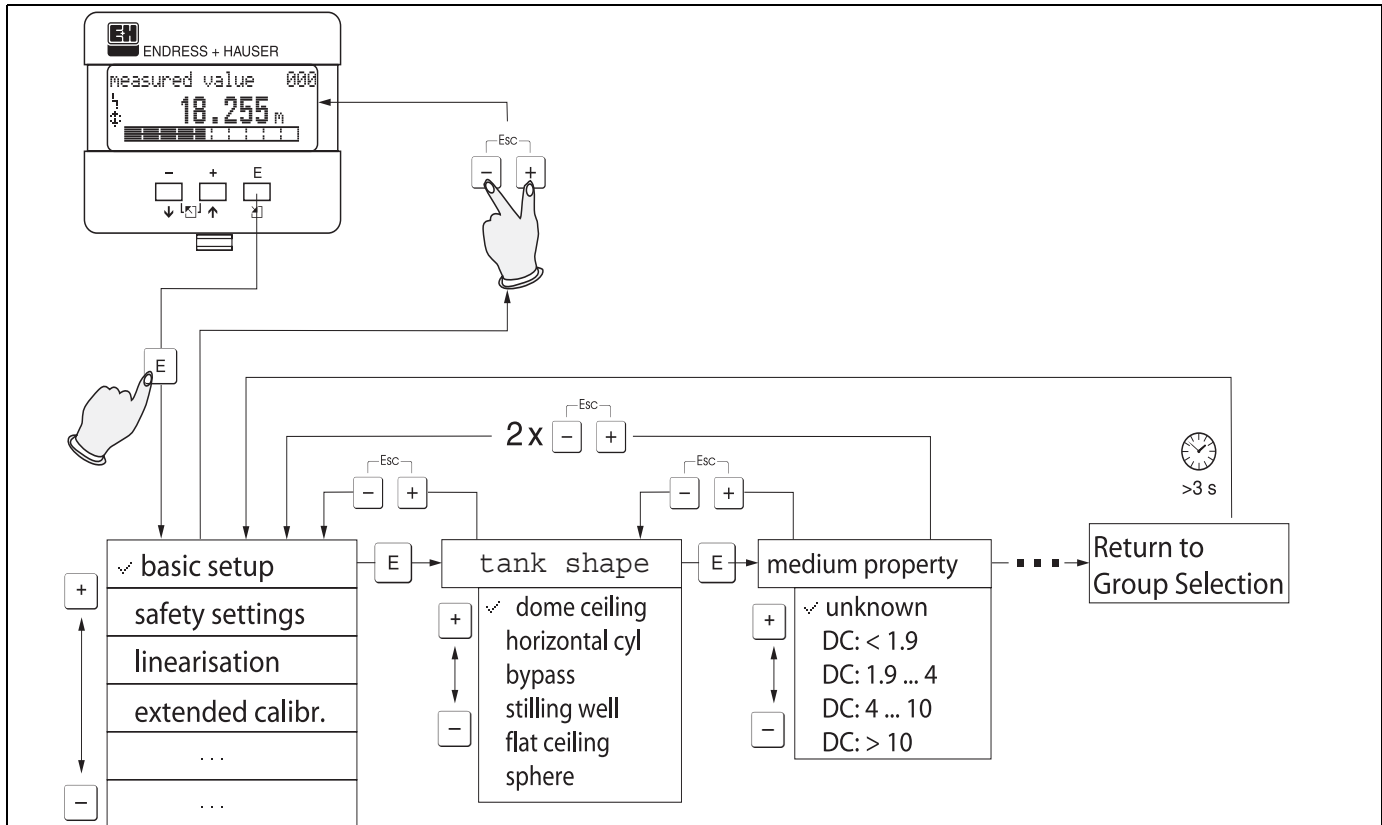 E+H
ENDRESS + HAUSER
measured value 000
18.255 m
- + E
Esc
- +
E
Esc
2 x - +
Esc
- +
Esc
- +
>3 s
basic setup
safety settings
linearisation
extended calibr.
...
...
+
-
E
tank shape
dome ceiling
horizontal cyl
bypass
stilling well
flat ceiling
sphere
+
-
E
medium property
unknown
DC: < 1.9
DC: 1.9 ... 4
DC: 4 ... 10
DC: > 10
+
-
Return to
Group Selection